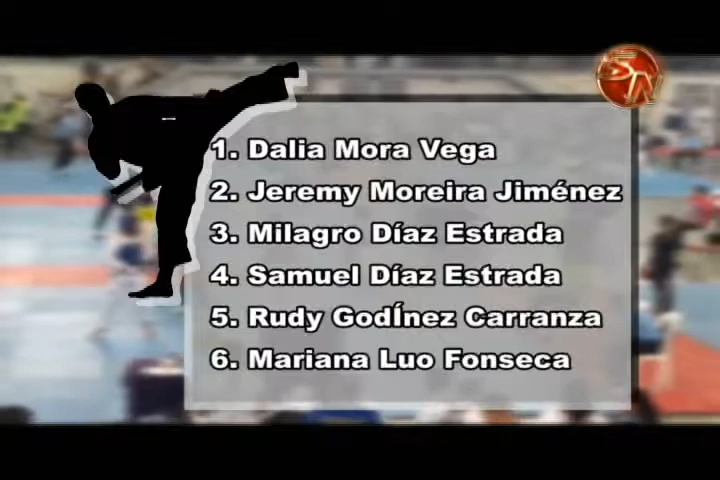 1. Dalia Mora Vega
2. Jeremy Moreira Jiménez
3. Milagro Díaz Estrada
4. Samuel Díaz Estrada
5. Rudy GodÍnez Carranza
6. Mariana Luo Fonseca